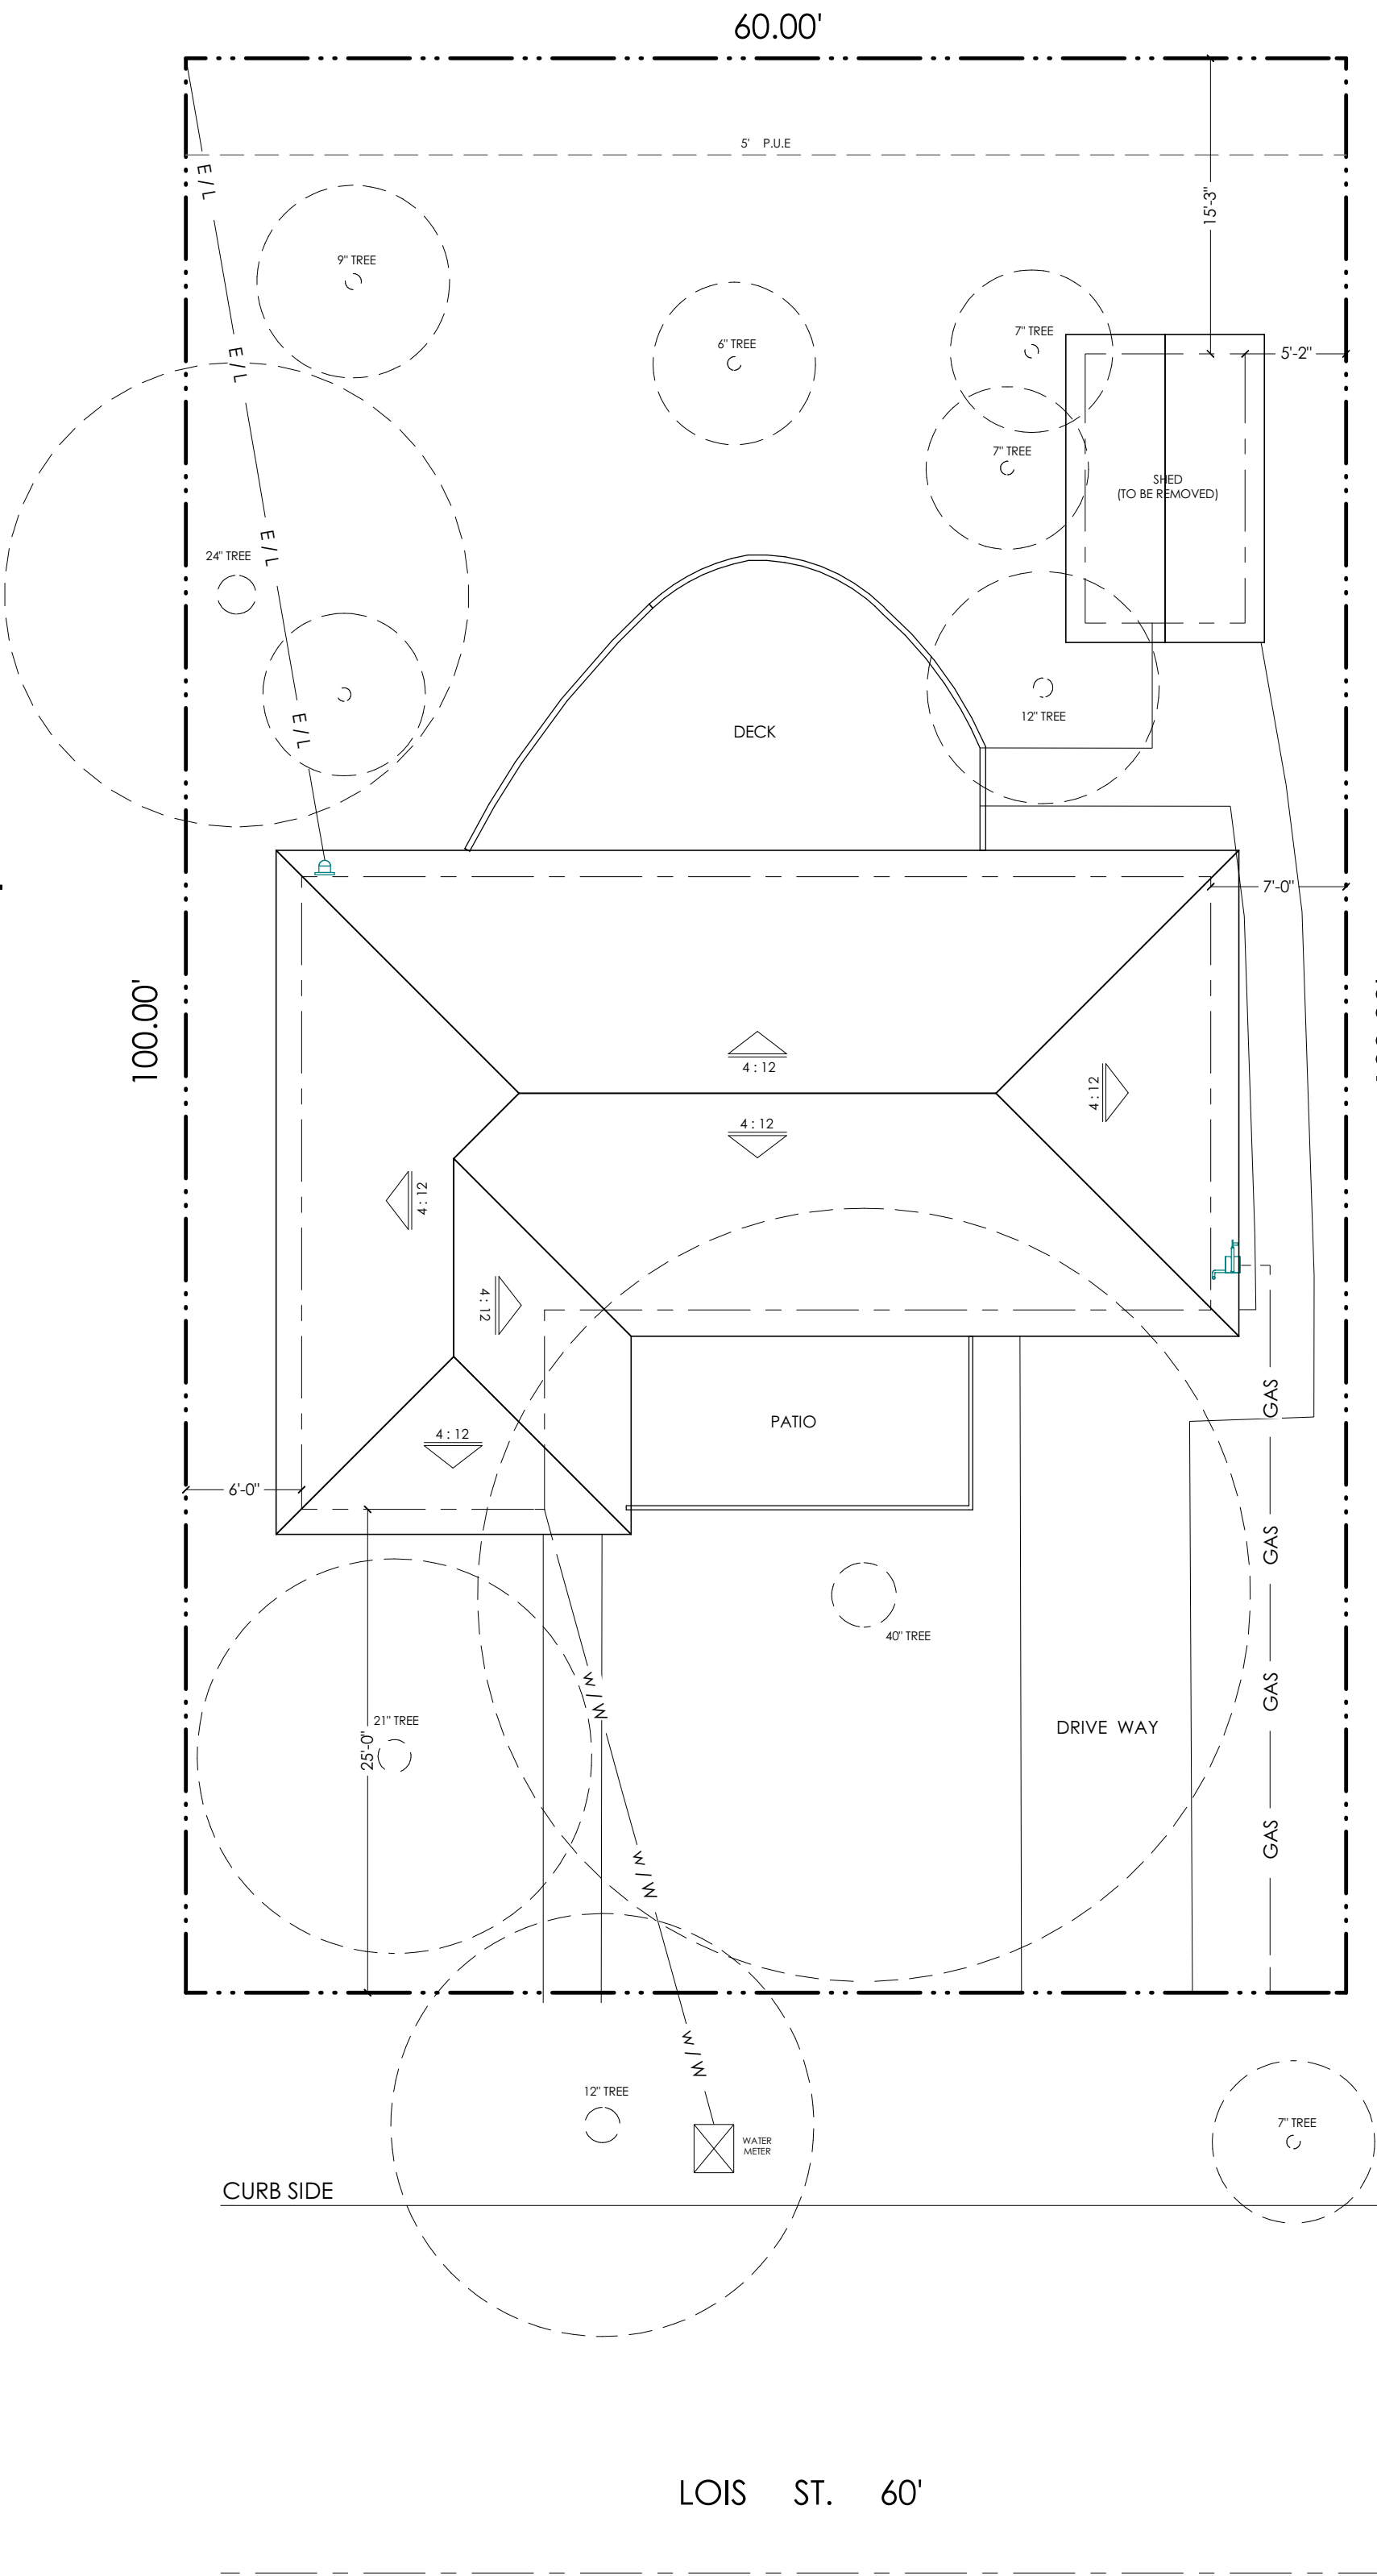 60.00'
5' P.U.E
E / L
15'-3"
9" TREE
7" TREE
6" TREE
E / L
5'-2"
7" TREE
SHED
(TO BE REMOVED)
E / L
24" TREE
E / L
12" TREE
DECK
7'-0"
100.00'
4 : 12
4 : 12
4 : 12
4 : 12
4 : 12
GAS
PATIO
4 : 12
6'-0"
GAS
40" TREE
W / W
GAS
21" TREE
25'-0"
DRIVE WAY
GAS
W / W
W / W
12" TREE
7" TREE
WATER
METER
CURB SIDE
LOIS ST. 60'